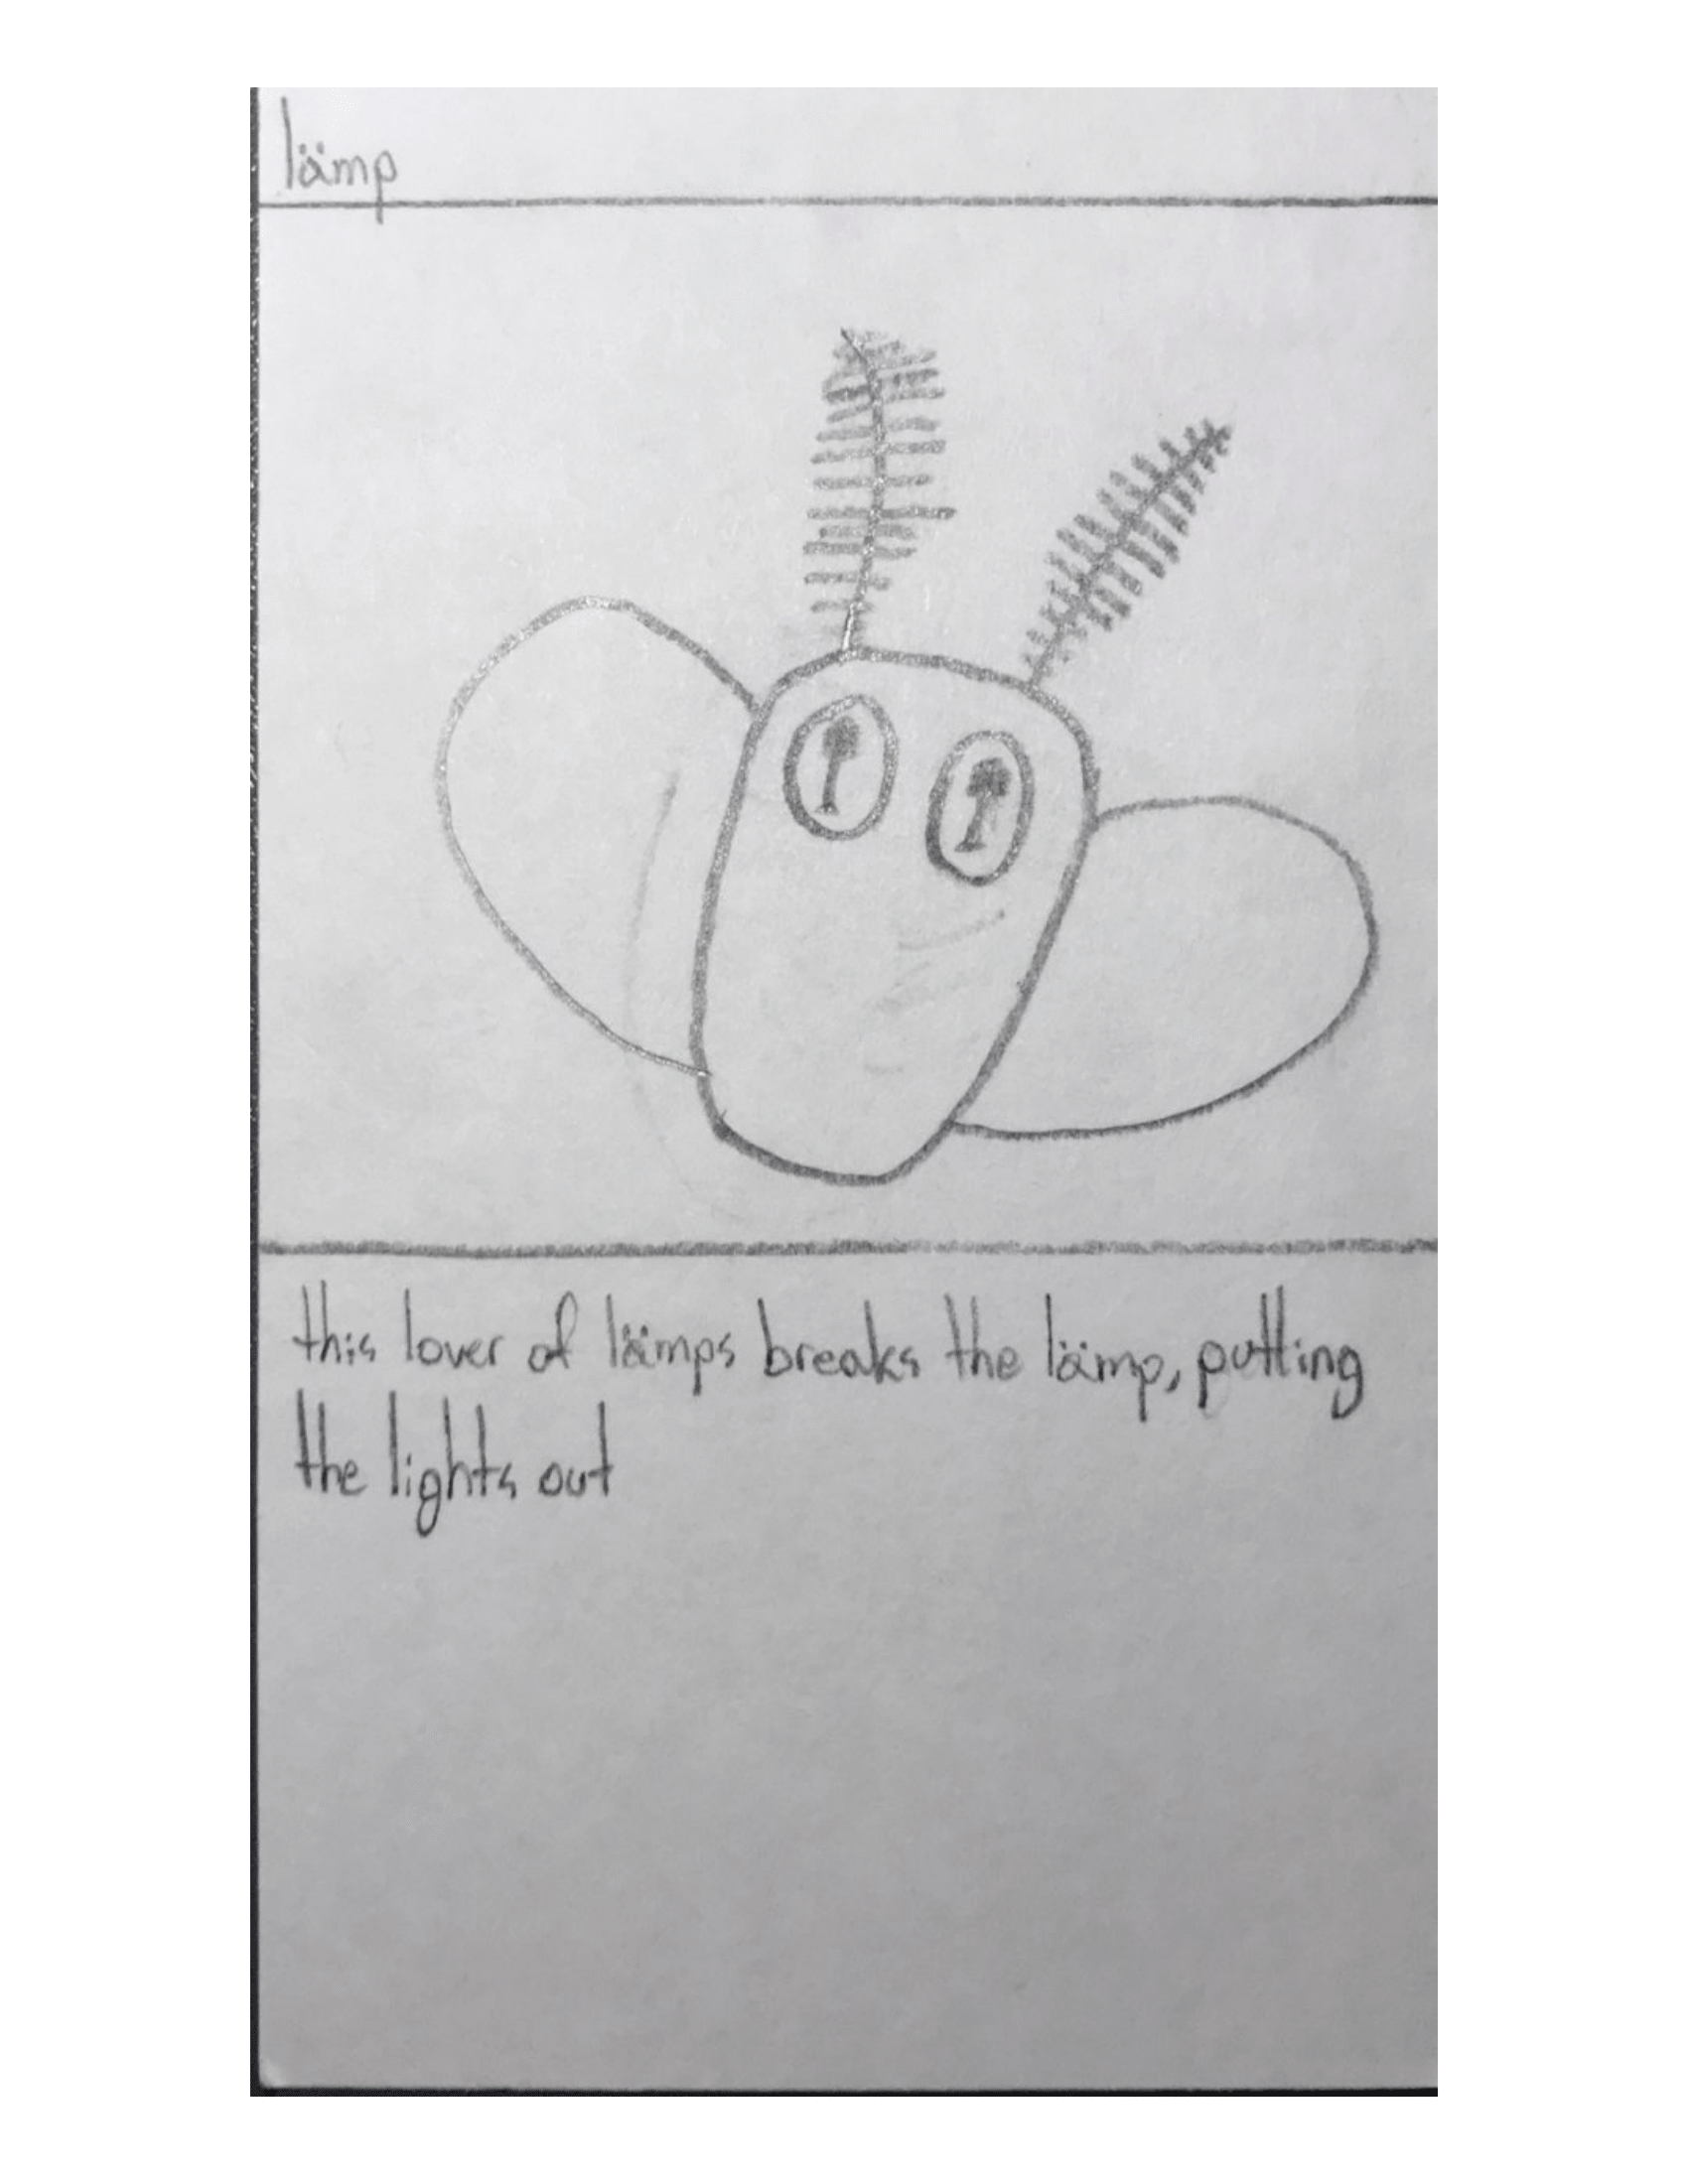 lämp
this lover of lämps breaks the lämp, putting
the lights out